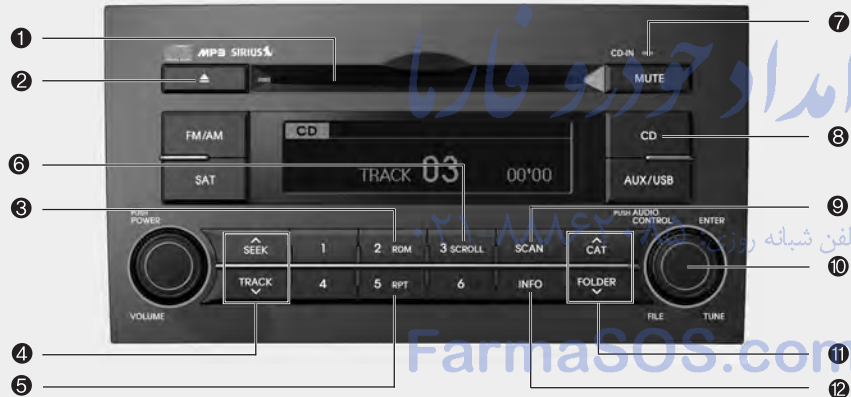 1
MP3 SIRIUS
CD-IN
7
2
MUTE
امداد خودرو فارما
FM/AM
CD
CD
8
6
SAT
TRACK 03 00'00
AUX/USB
9
3
PUSH POWER
PUSH AUDIO CONTROL
ENTER
SEEK
1
2 RDM
3 SCROLL
SCAN
CAT
10
TRACK
4
5 RPT
6
INFO
FOLDER
VOLUME
FILE
TUNE
4
11
FarmaSOS.com
5
12